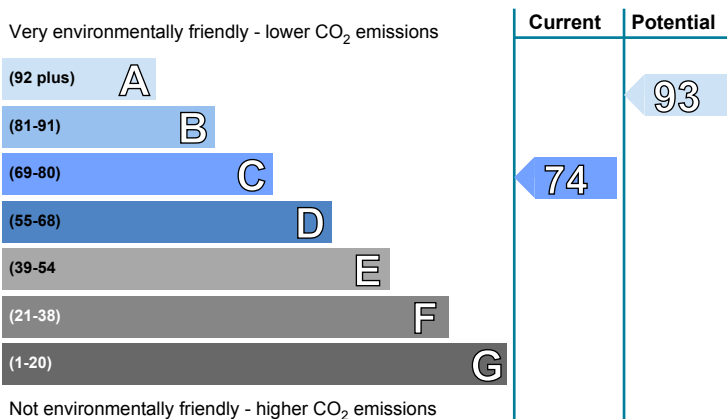 Current Potential
Very environmentally friendly - lower CO2 emissions
(92 plus) A
93
(81-91) B
(69-80) C
74
(55-68) D
(39-54 E
(21-38) F
(1-20) G
Not environmentally friendly - higher CO2 emissions